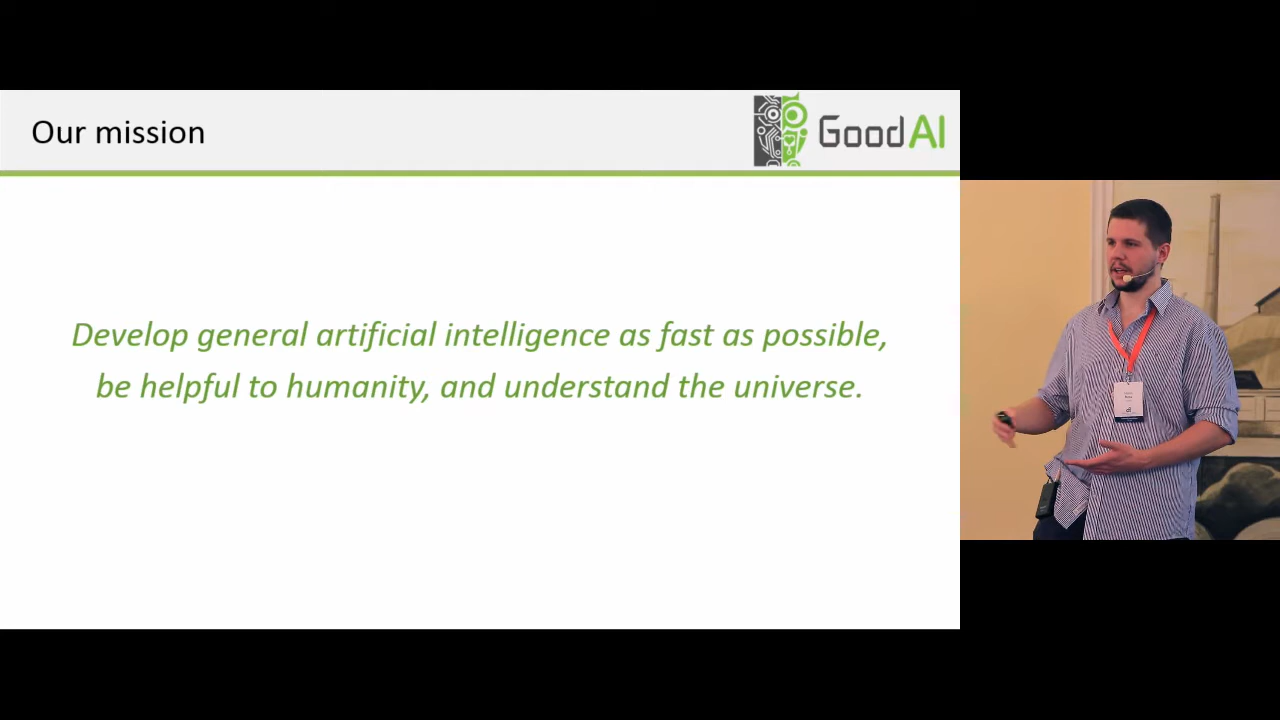 Our mission
GoodAI
Develop general artificial intelligence as fast as possible,
be helpful to humanity, and understand the universe.